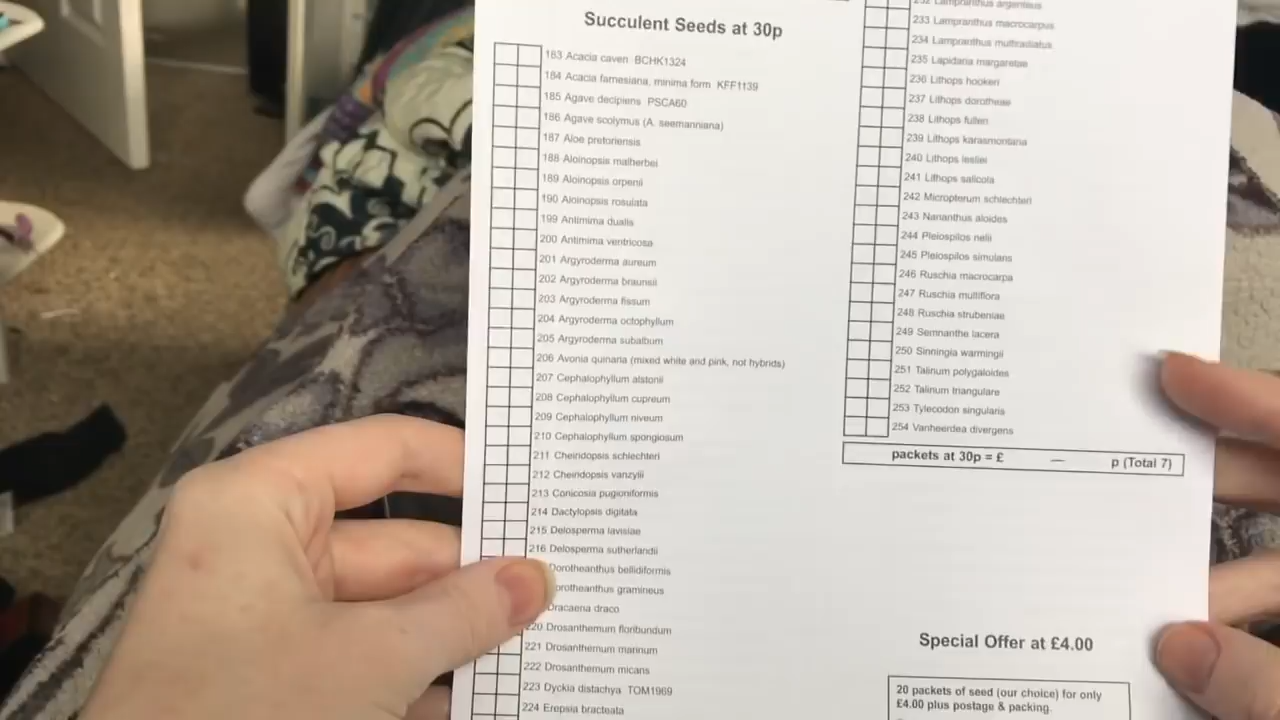 Succulent Seeds at 30p
183 Acacia caven BCHK1324
184 Acacia farnesiana, minima form KFF1139
185 Agave decipiens PSCA60
186 Agave scolymus (A. seemanniana)
187 Aloe pretoriensis
188 Aloinopsis malherbei
189 Aloinopsis orpenii
190 Aloinopsis rosulata
199 Antimima dualis
200 Antimima ventricosa
201 Argyroderma aureum
202 Argyroderma braunsii
203 Argyroderma fissum
204 Argyroderma octophyllum
205 Argyroderma subalbum
206 Avonia quinaria (mixed white and pink, not hybrids)
207 Cephalophyllum alstonii
208 Cephalophyllum cupreum
209 Cephalophyllum niveum
210 Cephalophyllum spongiosum
211 Cheiridopsis schlechteri
212 Cheiridopsis vanzylii
213 Conicosia pugioniformis
214 Dactylopsis digitata
215 Delosperma lavisiae
216 Delosperma sutherlandii
Dorotheanthus bellidiformis
orotheanthus gramineus
Dracaena draco
220 Drosanthemum floribundum
221 Drosanthemum marinum
222 Drosanthemum micans
223 Dyckia distachya TOM1969
224 Erepsia bracteata
232 Lampranthus argenteus
233 Lampranthus macrocarpus
234 Lampranthus multiradiatus
235 Lapidaria margaretae
236 Lithops hookeri
237 Lithops dorotheae
238 Lithops fulleri
239 Lithops karasmontana
240 Lithops lesliei
241 Lithops salicola
242 Micropterum schlechteri
243 Nananthus aloides
244 Pleiospilos nelii
245 Pleiospilos simulans
246 Ruschia macrocarpa
247 Ruschia multiflora
248 Ruschia strubeniae
249 Semnanthe lacera
250 Sinningia warmingii
251 Talinum polygaloides
252 Talinum triangulare
253 Tylecodon singularis
254 Vanheerdea divergens
packets at 30p = £ — p (Total 7)
Special Offer at £4.00
20 packets of seed (our choice) for only
£4.00 plus postage & packing.